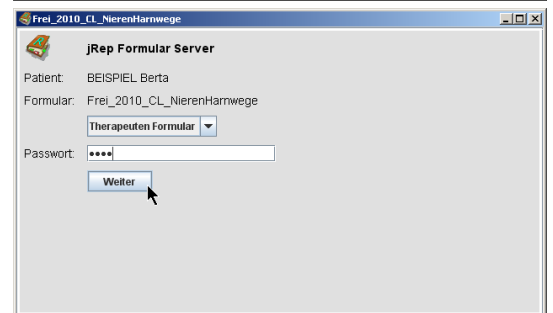 Frei_2010_CL_NierenHarnwege
jRep Formular Server
Patient: BEISPIEL Berta
Formular: Frei_2010_CL_NierenHarnwege
Therapeuten Formular
Passwort: ••••
Weiter